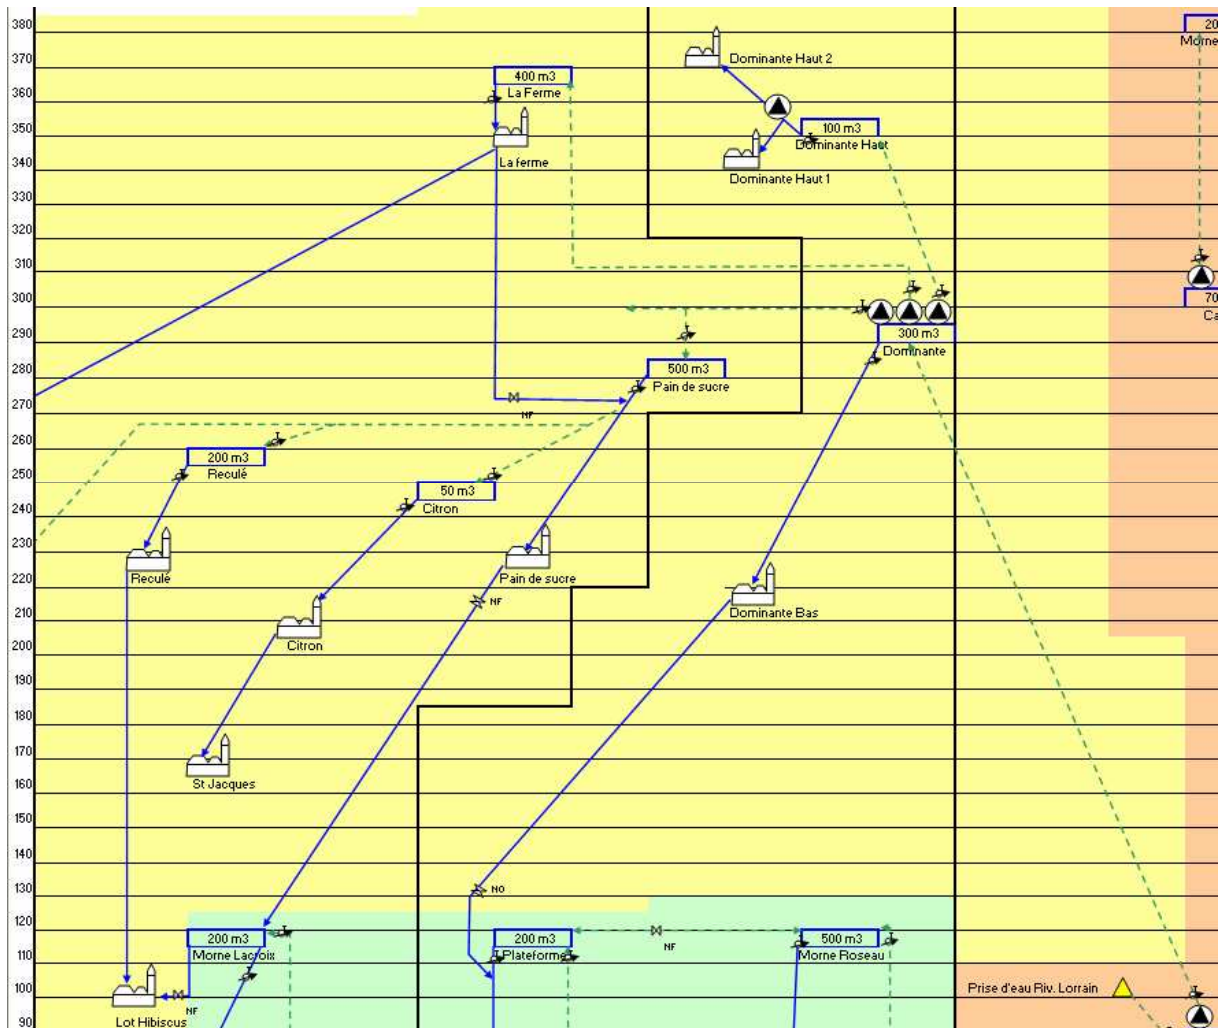 380
20
Morne
370
Dominante Haut 2
400 m3
360
La Ferme
350
100 m3
Dominante Haut
340
La ferme
Dominante Haut 1
330
320
310
300
70
Ca
290
300 m3
Dominante
280
500 m3
Pain de sucre
270
NF
260
200 m3
Reculé
250
50 m3
Citron
240
230
Reculé
Pain de sucre
220
NF
Dominante Bas
210
Citron
200
190
180
170
St Jacques
160
150
140
130
NO
120
200 m3
200 m3
500 m3
NF
110
Morne Lacroix
Plateforme
Morne Roseau
100
Prise d'eau Riv. Lorrain
NF
90
Lot Hibiscus